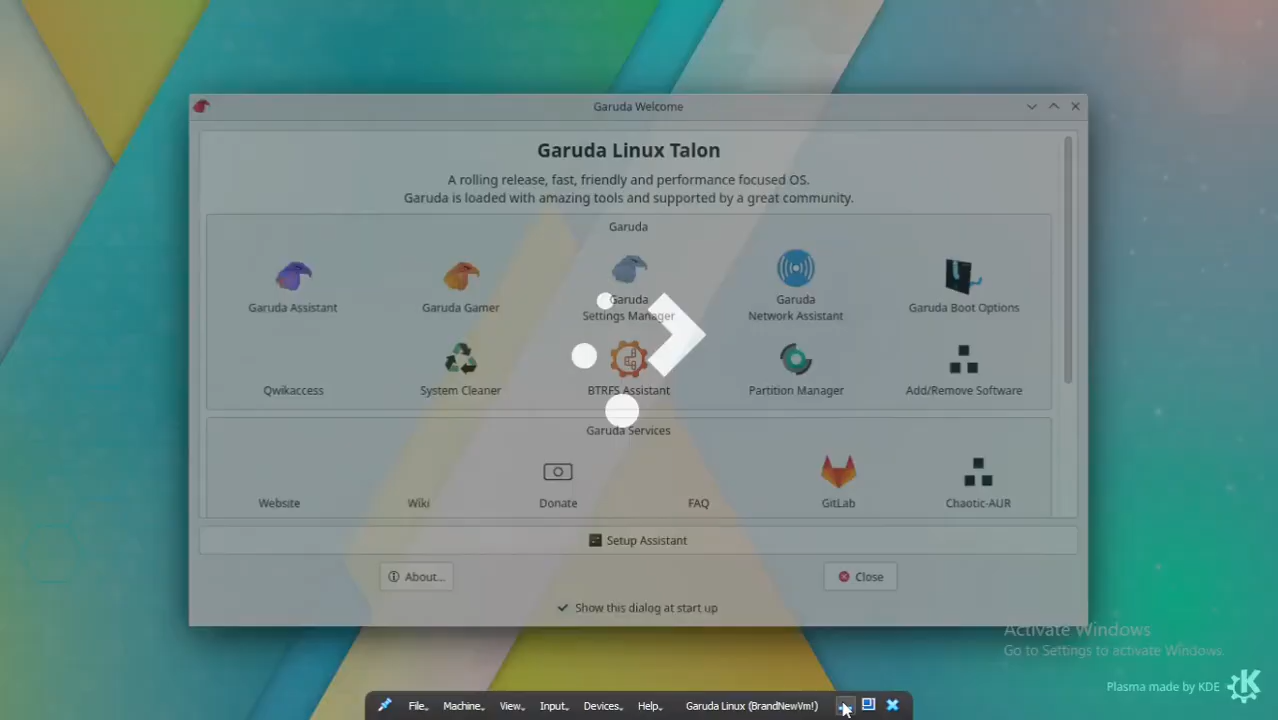 Garuda Welcome
Garuda Linux Talon
A rolling release, fast, friendly and performance focused OS.
Garuda is loaded with amazing tools and supported by a great community.
Garuda
Garuda Assistant
Garuda Gamer
Garuda
Settings Manager
Garuda
Network Assistant
Garuda Boot Options
Qwikaccess
System Cleaner
BTRFS Assistant
Partition Manager
Add/Remove Software
Garuda Services
Website
Wiki
Donate
FAQ
GitLab
Chaotic-AUR
Setup Assistant
About...
Close
Show this dialog at start up
Activate Windows
Go to Settings to activate Windows.
Plasma made by KDE
File Machine View Input Devices Help Garuda Linux (BrandNewVm!)